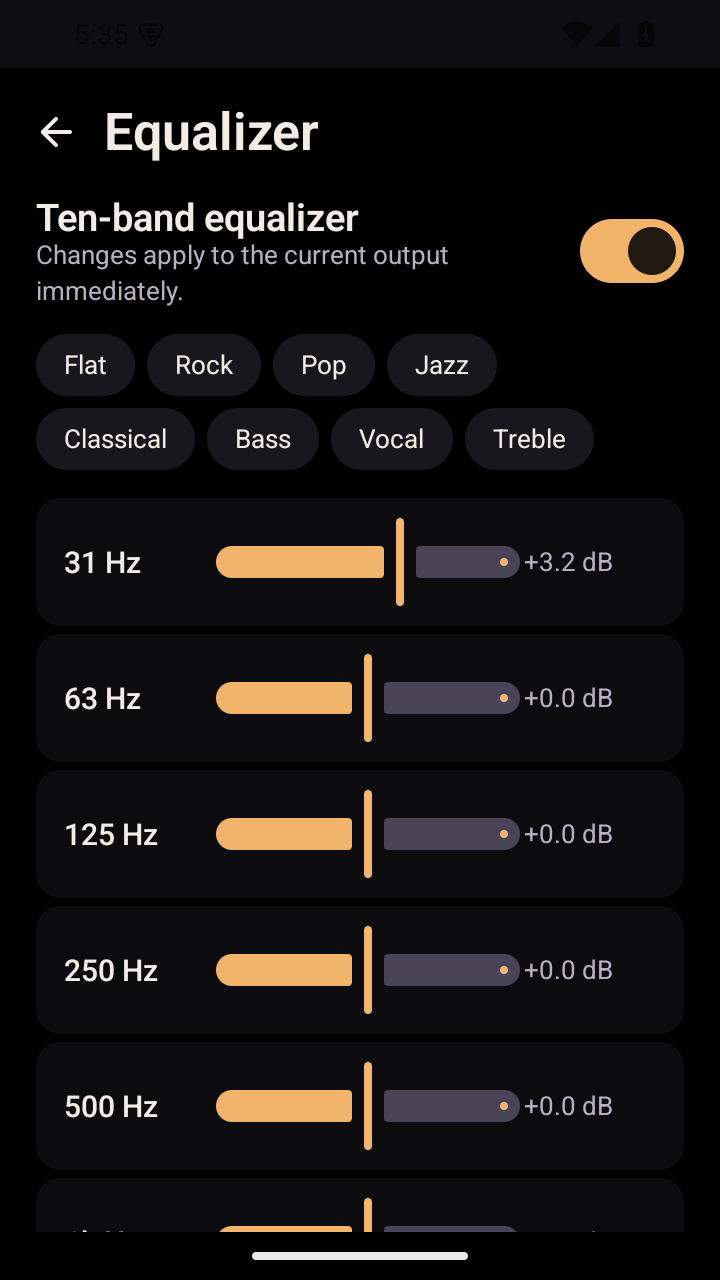 5:35
Equalizer
Ten-band equalizer
Changes apply to the current output
immediately.
Flat Rock Pop Jazz
Classical Bass Vocal Treble
31 Hz +3.2 dB
63 Hz +0.0 dB
125 Hz +0.0 dB
250 Hz +0.0 dB
500 Hz +0.0 dB